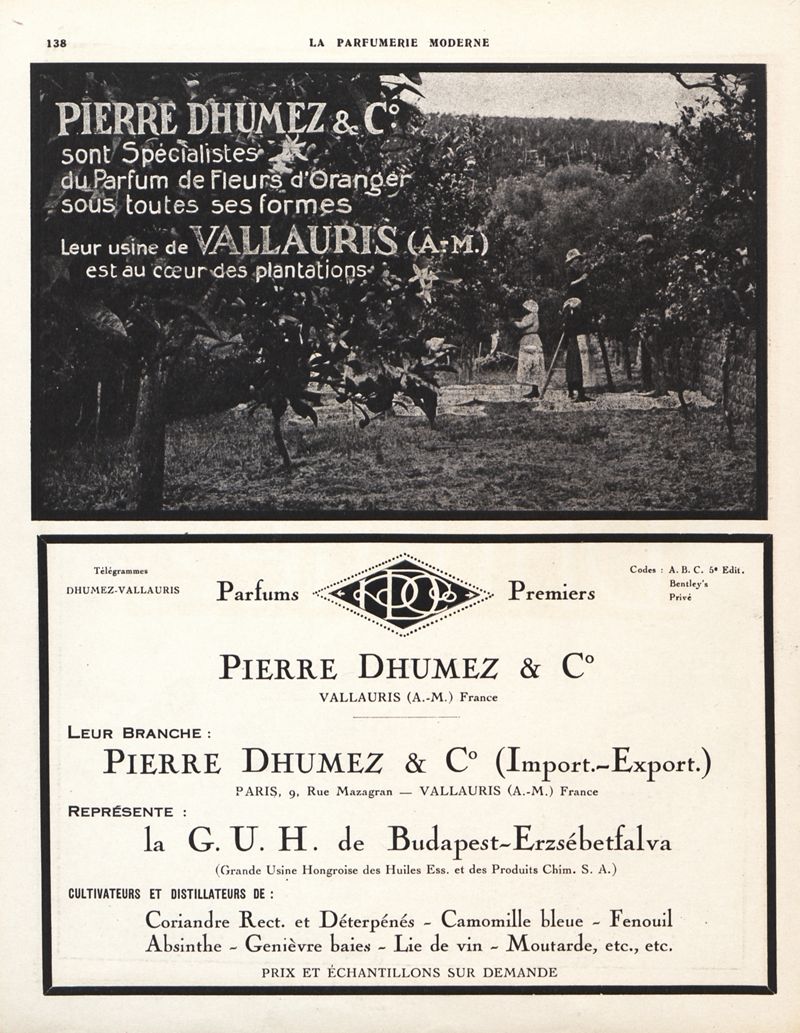 138
LA PARFUMERIE MODERNE
PIERRE DHUMEZ & Cº
sont Spécialistes
du Parfum de Fleurs d'Oranger
sous toutes ses formes
Leur usine de VALLAURIS (A.-M.)
est au cœur des plantations
Télégrammes
DHUMEZ-VALLAURIS
Parfums
Premiers
Codes : A. B. C. 5e Edit.
Bentley's
Privé
PIERRE DHUMEZ & Cº
VALLAURIS (A.-M.) France
LEUR BRANCHE :
PIERRE DHUMEZ & Cº (Import.-Export.)
PARIS, 9, Rue Mazagran — VALLAURIS (A.-M.) France
REPRÉSENTE :
la G. U. H. de Budapest-Erzsébetfalva
(Grande Usine Hongroise des Huiles Ess. et des Produits Chim. S. A.)
CULTIVATEURS ET DISTILLATEURS DE :
Coriandre Rect. et Déterpénés - Camomille bleue - Fenouil
Absinthe - Genièvre baies - Lie de vin - Moutarde, etc., etc.
PRIX ET ÉCHANTILLONS SUR DEMANDE